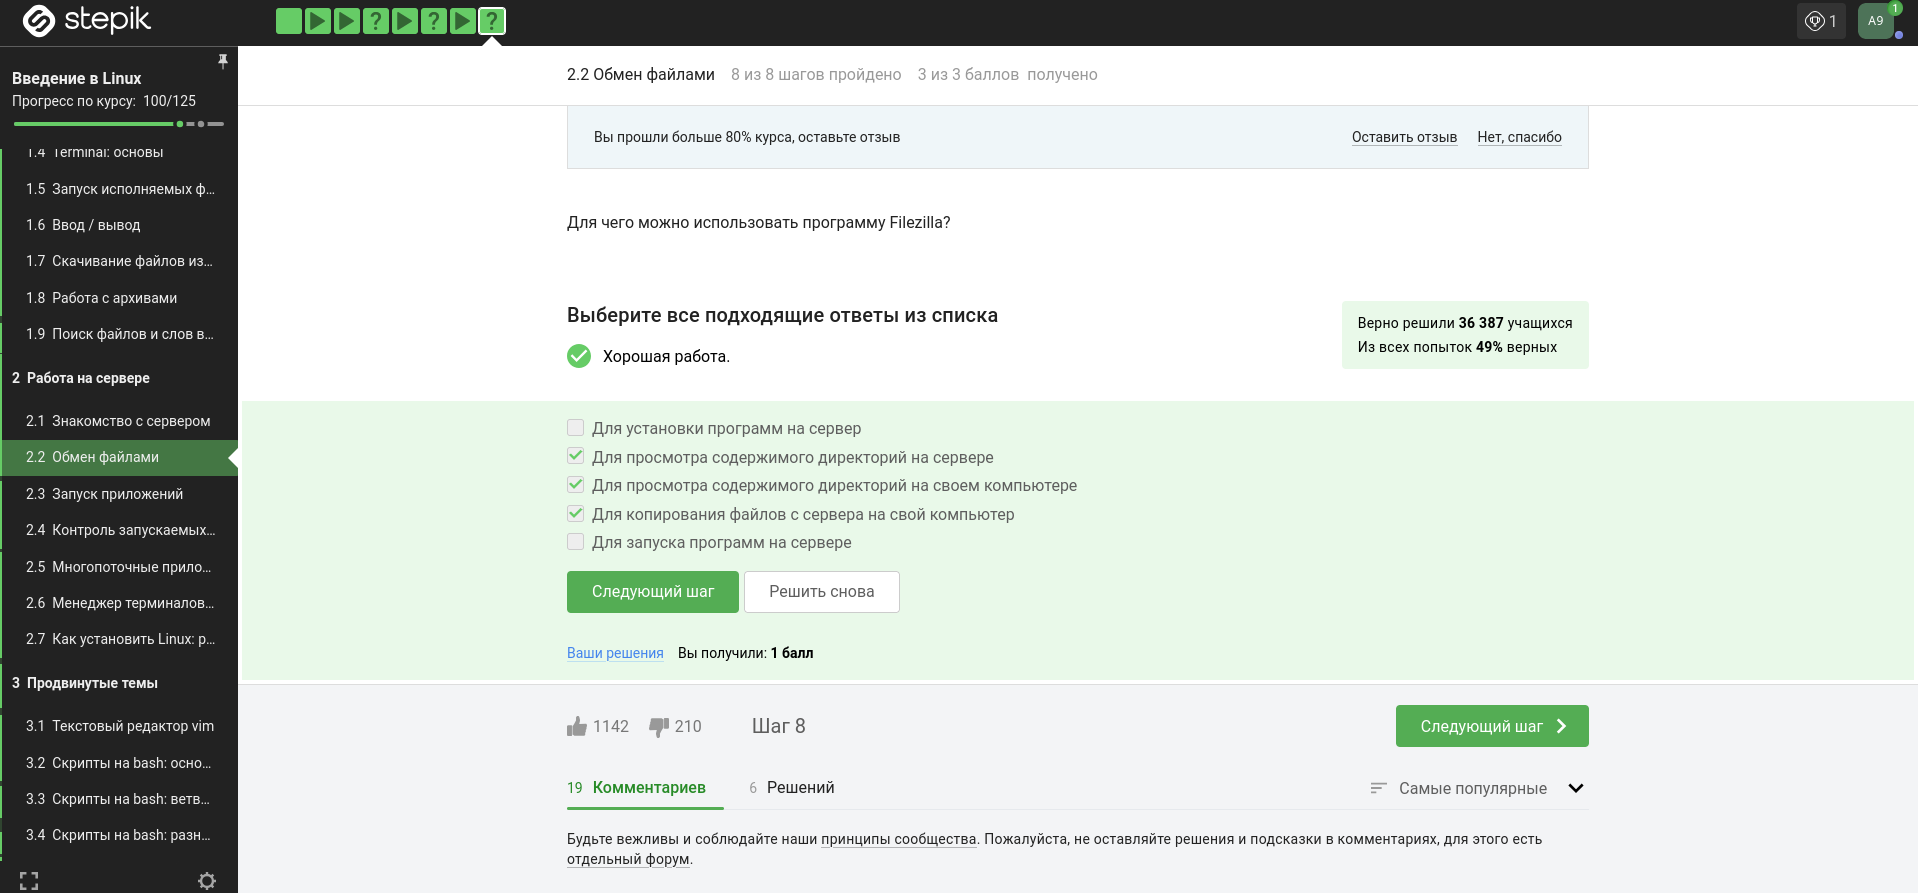 stepik
1
A9
1
Введение в Linux
Прогресс по курсу: 100/125
1.4 Terminal: основы
1.5 Запуск исполняемых ф...
1.6 Ввод / вывод
1.7 Скачивание файлов из...
1.8 Работа с архивами
1.9 Поиск файлов и слов в...
2 Работа на сервере
2.1 Знакомство с сервером
2.2 Обмен файлами
2.3 Запуск приложений
2.4 Контроль запускаемых...
2.5 Многопоточные прило...
2.6 Менеджер терминалов...
2.7 Как установить Linux: р...
3 Продвинутые темы
3.1 Текстовый редактор vim
3.2 Скрипты на bash: осно...
3.3 Скрипты на bash: ветв...
3.4 Скрипты на bash: разн...
2.2 Обмен файлами 8 из 8 шагов пройдено 3 из 3 баллов получено
Вы прошли больше 80% курса, оставьте отзыв Оставить отзыв Нет, спасибо
Для чего можно использовать программу Filezilla?
Выберите все подходящие ответы из списка
Хорошая работа.
Верно решили 36 387 учащихся
Из всех попыток 49% верных
Для установки программ на сервер
Для просмотра содержимого директорий на сервере
Для просмотра содержимого директорий на своем компьютере
Для копирования файлов с сервера на свой компьютер
Для запуска программ на сервере
Следующий шаг Решить снова
Ваши решения Вы получили: 1 балл
1142 210 Шаг 8 Следующий шаг
19 Комментариев 6 Решений Самые популярные
Будьте вежливы и соблюдайте наши принципы сообщества. Пожалуйста, не оставляйте решения и подсказки в комментариях, для этого есть
отдельный форум.